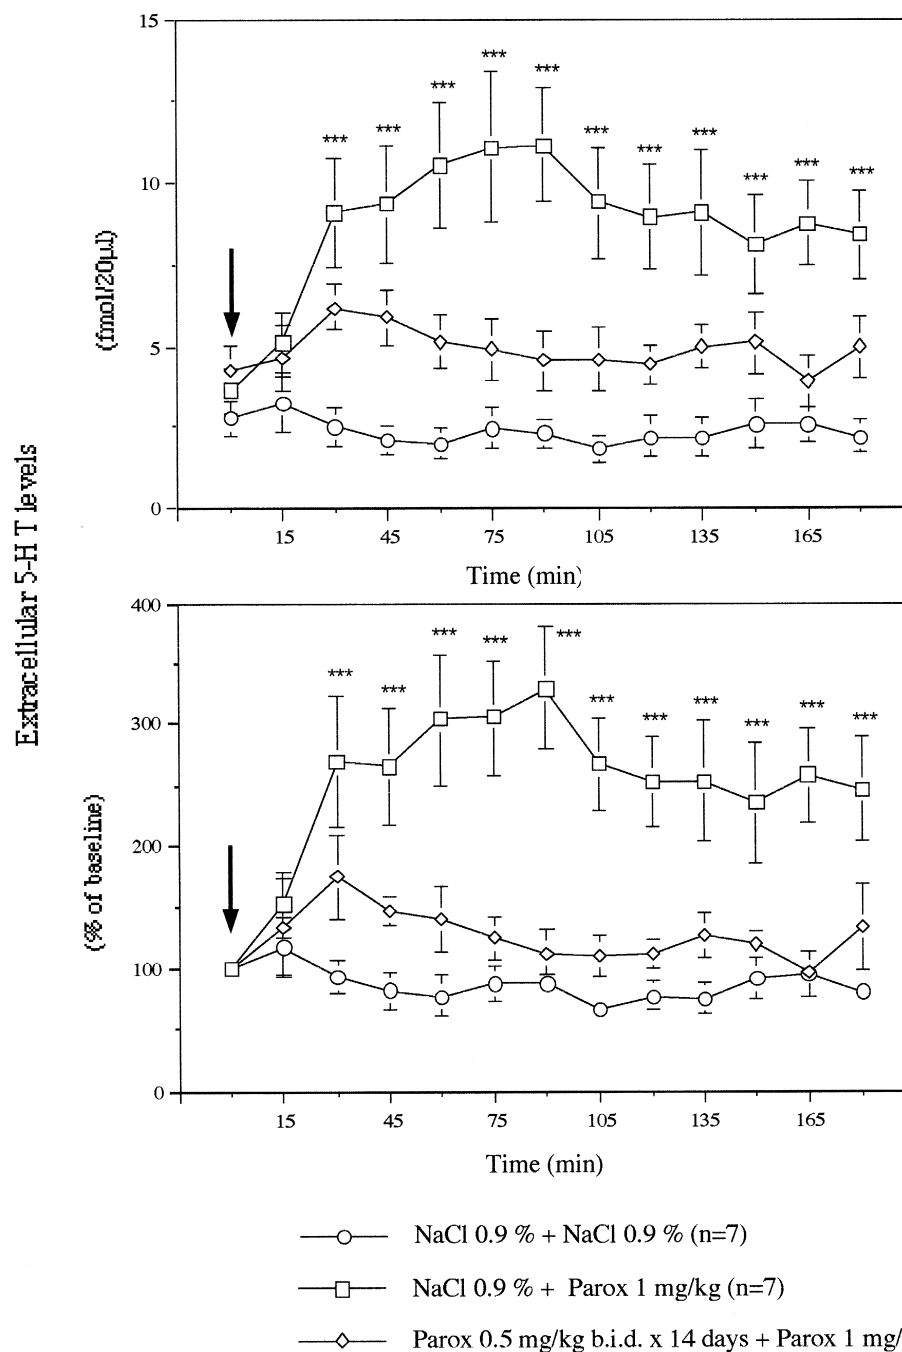 15
10
5
0
(fmol/20µl)
*** *** *** *** *** *** *** *** *** *** ***
15 45 75 105 135 165
Time (min)
Extracellular 5-HT levels
400
300
200
100
0
(% of baseline)
*** *** *** *** *** *** *** *** *** *** ***
15 45 75 105 135 165
Time (min)
NaCl 0.9 % + NaCl 0.9 % (n=7)
NaCl 0.9 % + Parox 1 mg/kg (n=7)
Parox 0.5 mg/kg b.i.d. x 14 days + Parox 1 mg/